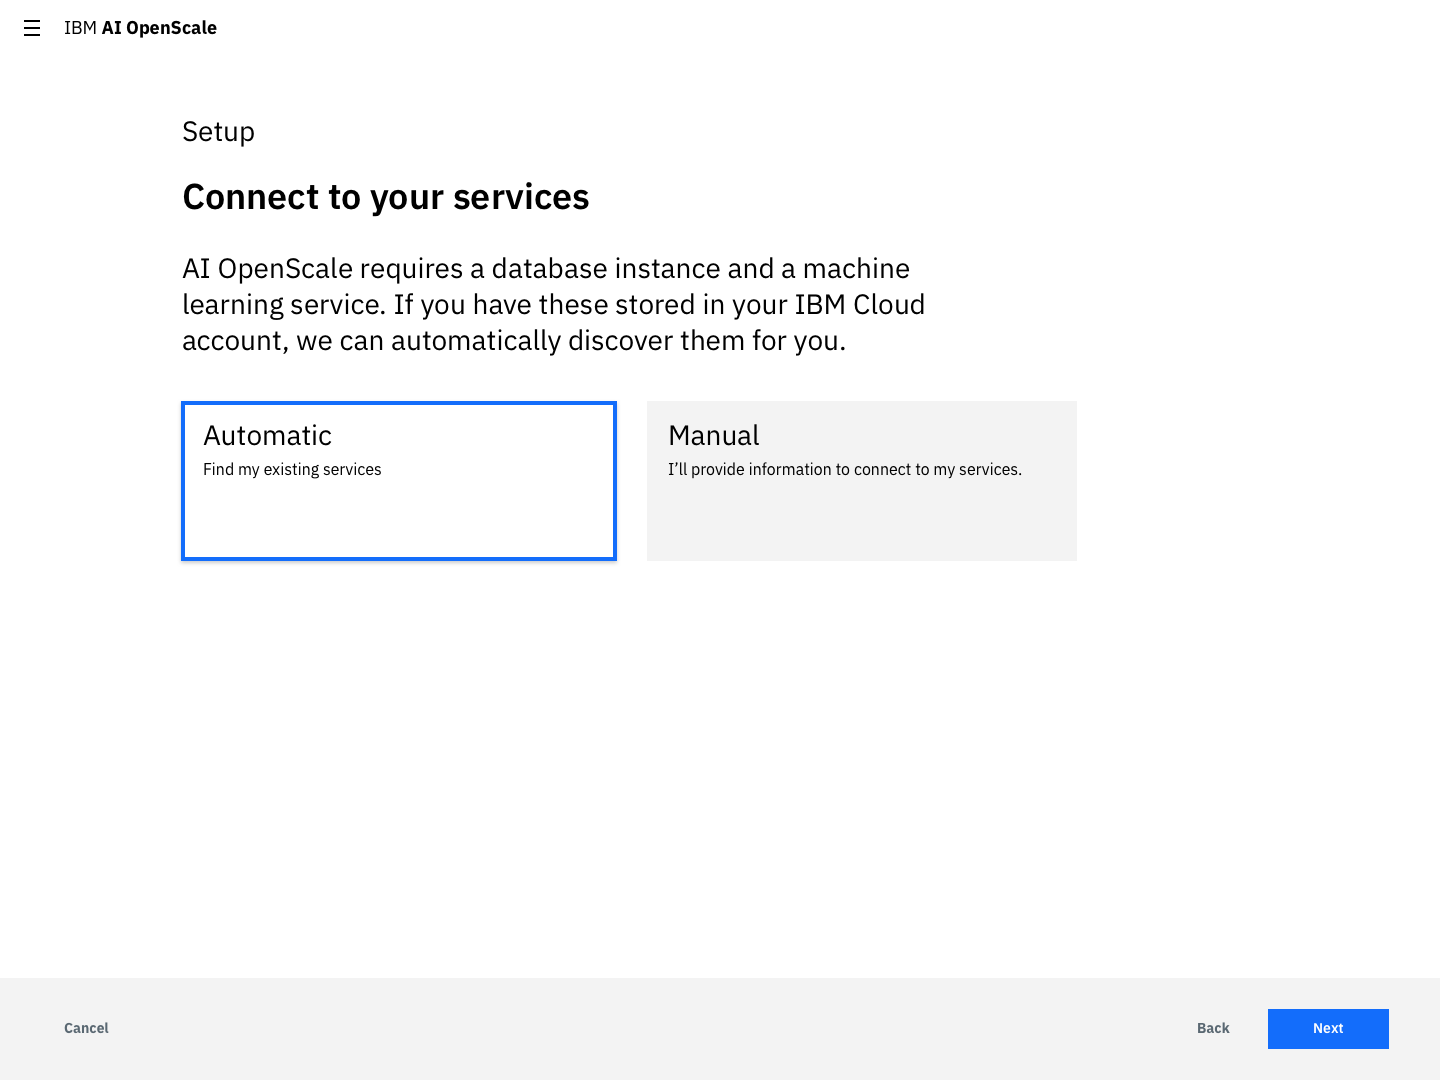 IBM AI OpenScale
Setup
Connect to your services
AI OpenScale requires a database instance and a machine
learning service. If you have these stored in your IBM Cloud
account, we can automatically discover them for you.
Automatic
Find my existing services
Manual
I’ll provide information to connect to my services.
Cancel
Back
Next